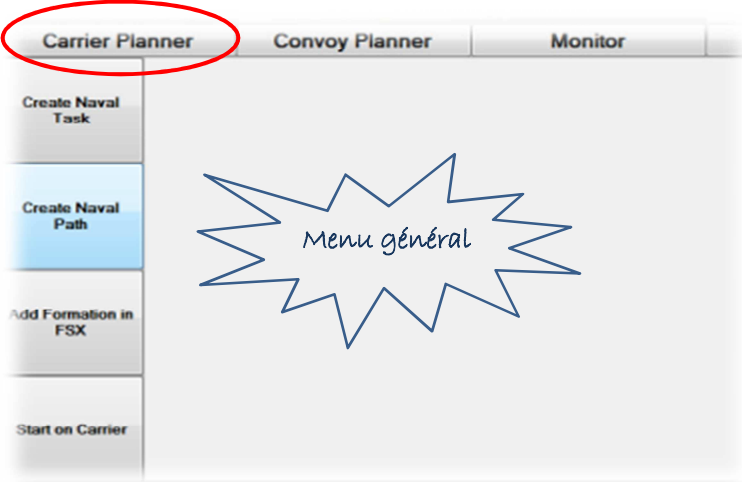 Carrier Planner Convoy Planner Monitor
Create Naval
Task
Create Naval
Path
Menu général
Add Formation in
FSX
Start on Carrier